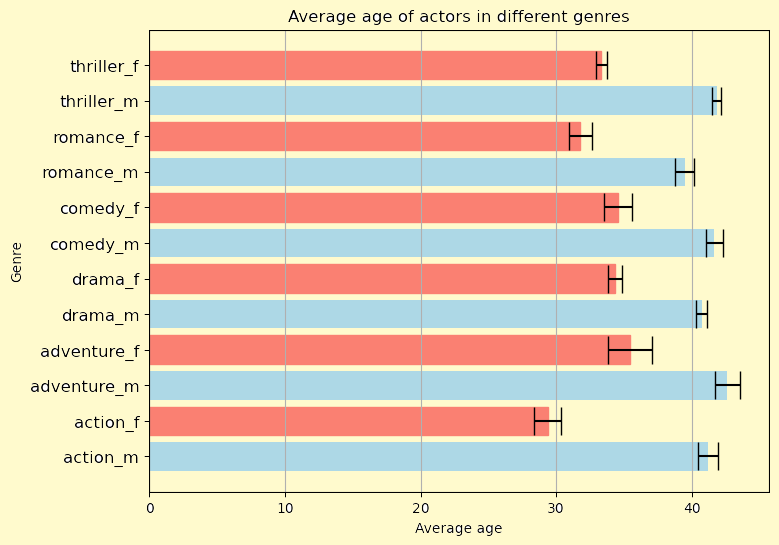 Average age of actors in different genres
Genre
thriller_f
thriller_m
romance_f
romance_m
comedy_f
comedy_m
drama_f
drama_m
adventure_f
adventure_m
action_f
action_m
0 10 20 30 40
Average age